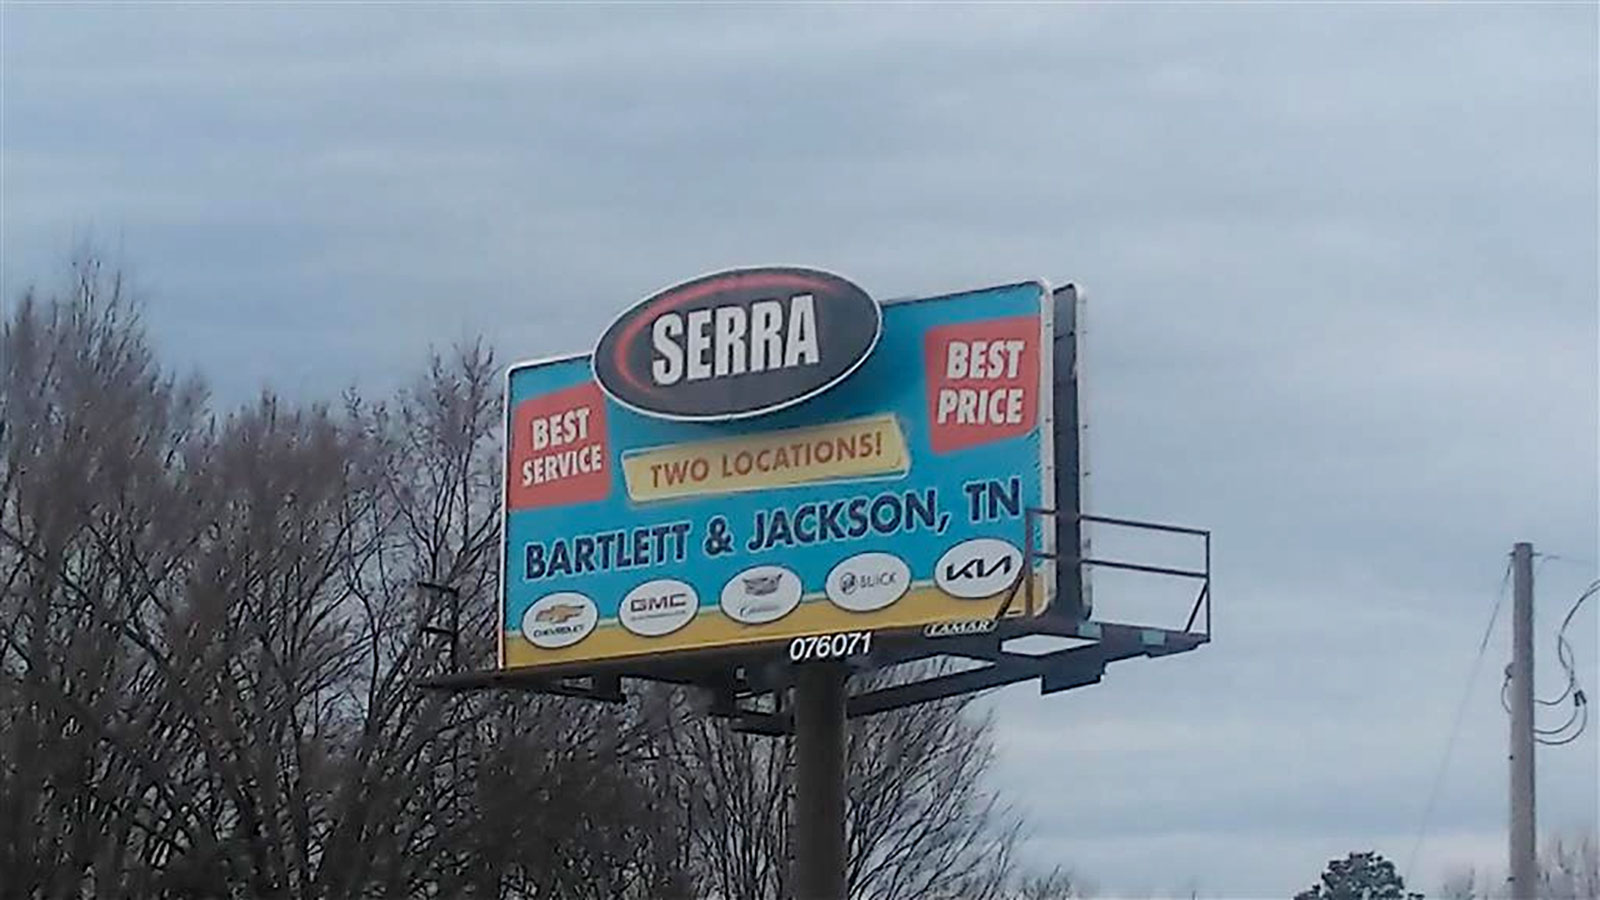 SERRA
BEST
SERVICE
BEST
PRICE
TWO LOCATIONS!
BARTLETT & JACKSON, TN
CHEVROLET
GMC
BUICK
KIA
076071
LAMAR